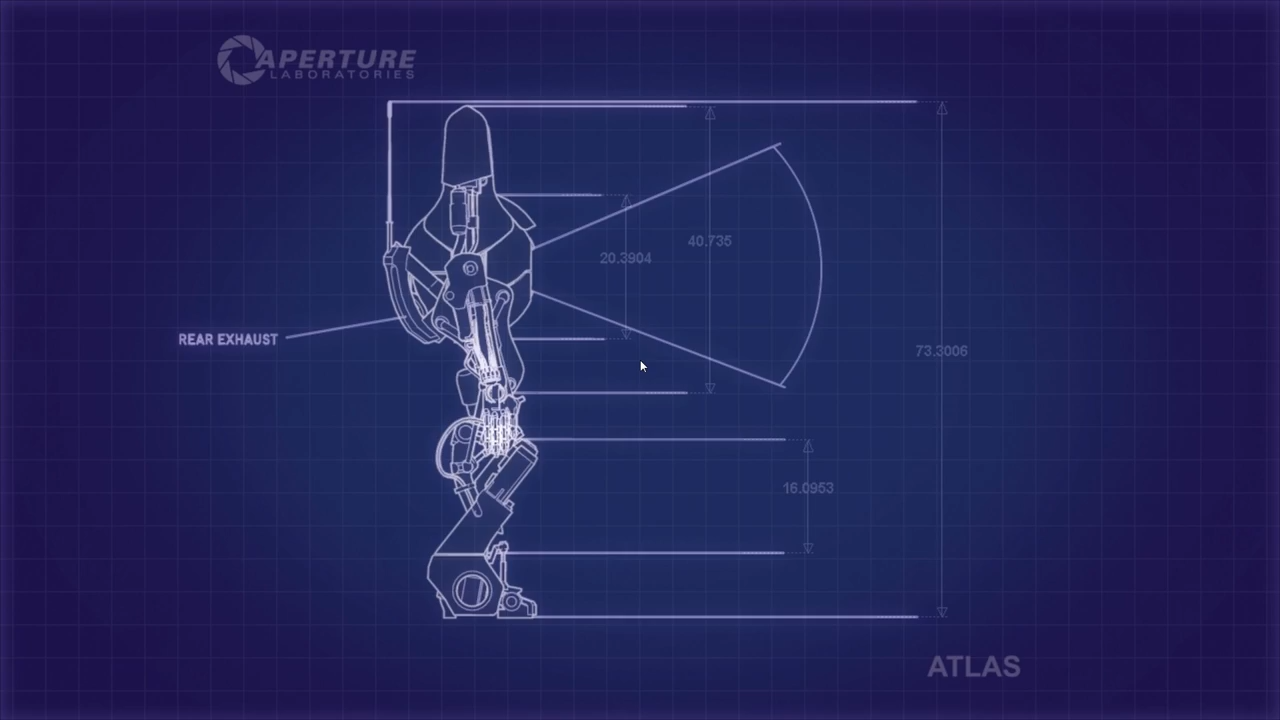 APERTURE
LABORATORIES
40.735
20.3904
REAR EXHAUST
73.3006
16.0953
ATLAS